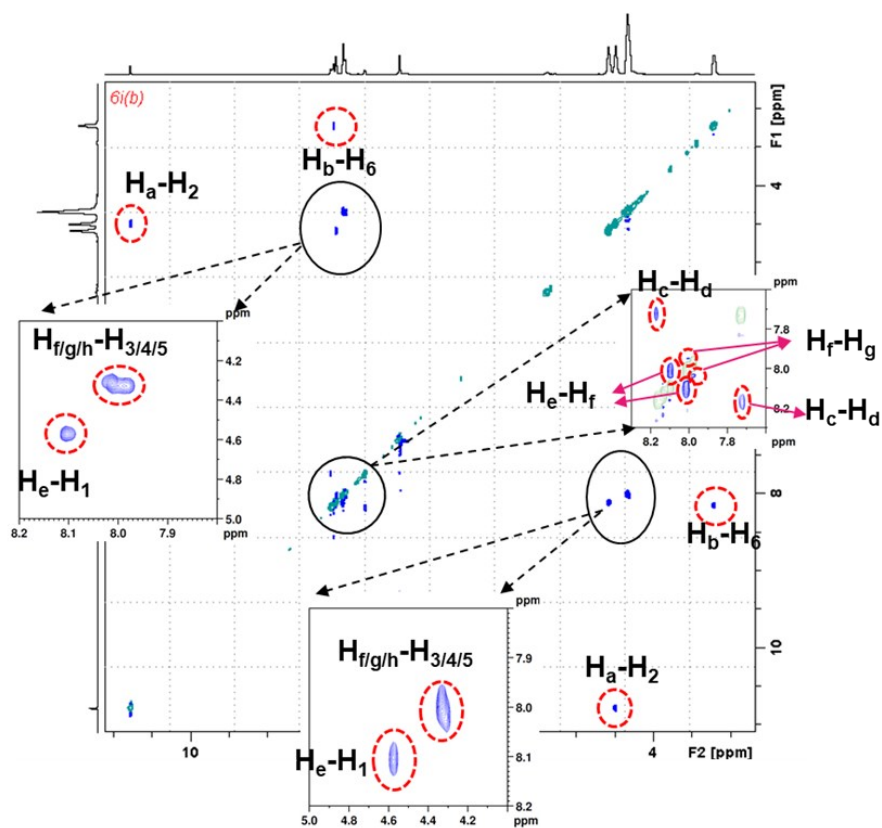 6i(b)
F1 [ppm]
Hb-H6
Ha-H2
4
Hc-Hd
ppm
ppm
7.8
Hf/g/h-H3/4/5
4.2
Hf-Hg
8.0
4.4
He-Hf
Hc-Hd
8.2
4.6
8.2 8.0 7.8 ppm
He-H1
4.8
5.0
8.2 8.1 8.0 7.9 ppm
8
Hb-H6
ppm
Hf/g/h-H3/4/5
7.9
Ha-H2
10
8.0
He-H1
8.1
10
4 F2 [ppm]
8.2
5.0 4.8 4.6 4.4 4.2 ppm